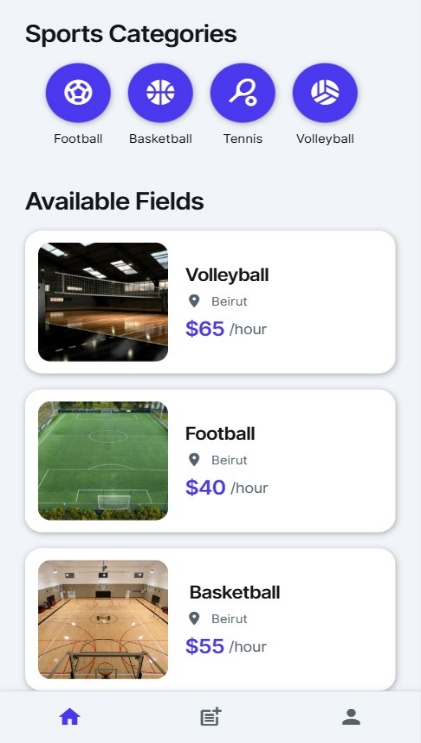 Sports Categories
Football Basketball Tennis Volleyball
Available Fields
Volleyball
Beirut
$65 /hour
Football
Beirut
$40 /hour
Basketball
Beirut
$55 /hour